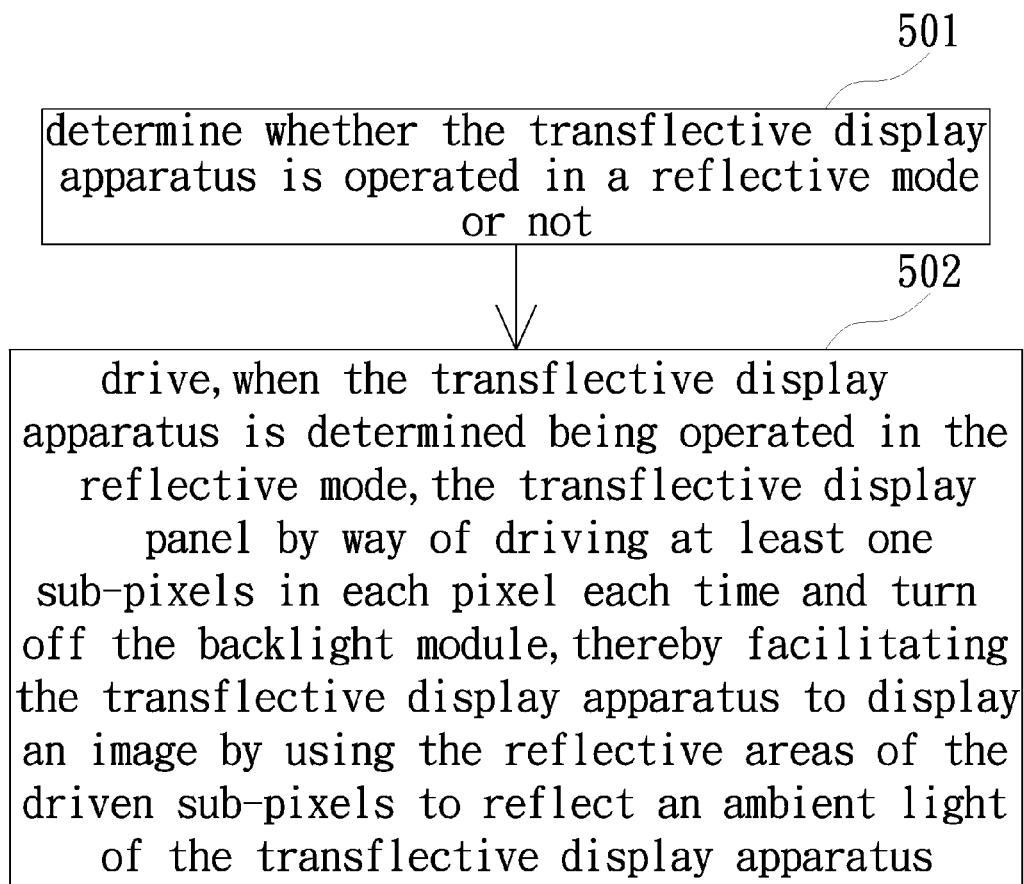 501
determine whether the transflective display
apparatus is operated in a reflective mode
or not
502
drive, when the transflective display
apparatus is determined being operated in the
reflective mode, the transflective display
panel by way of driving at least one
sub-pixels in each pixel each time and turn
off the backlight module, thereby facilitating
the transflective display apparatus to display
an image by using the reflective areas of the
driven sub-pixels to reflect an ambient light
of the transflective display apparatus